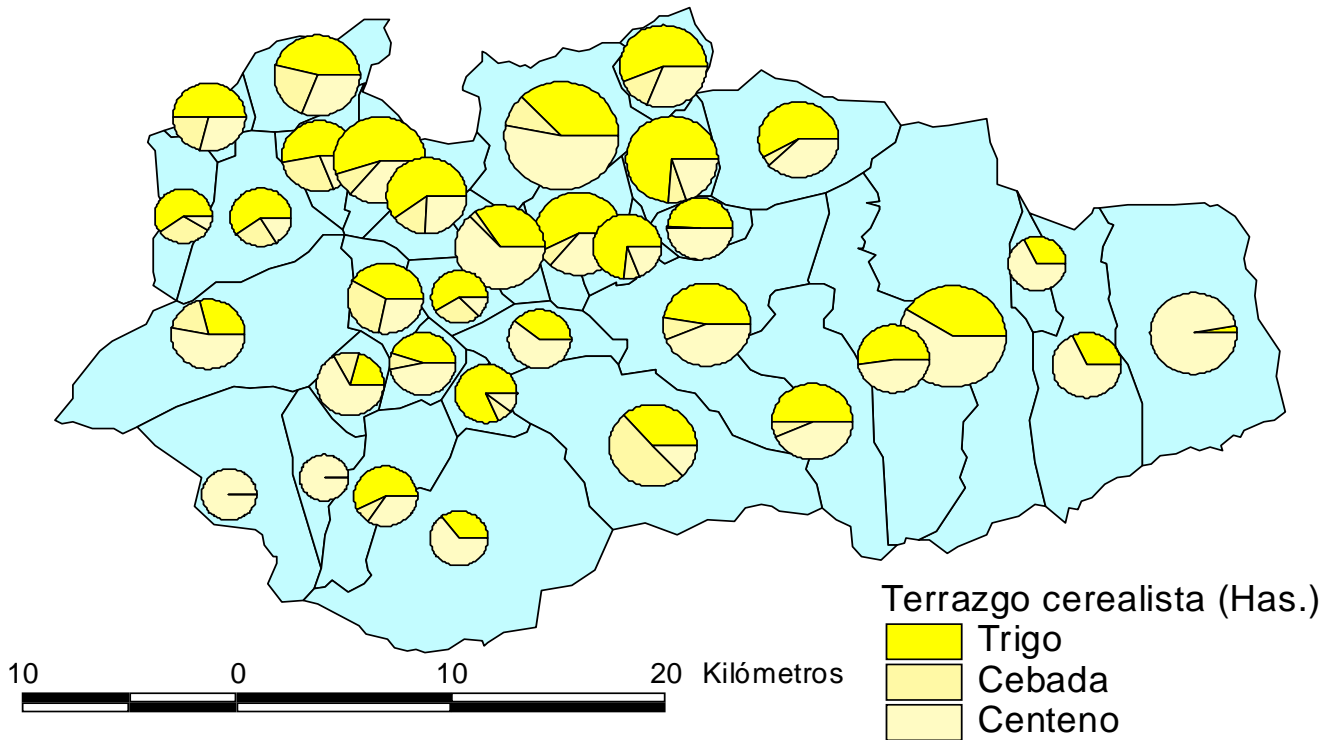 Terrazgo cerealista (Has.)
Trigo
Cebada
Centeno
10 0 10 20 Kilómetros